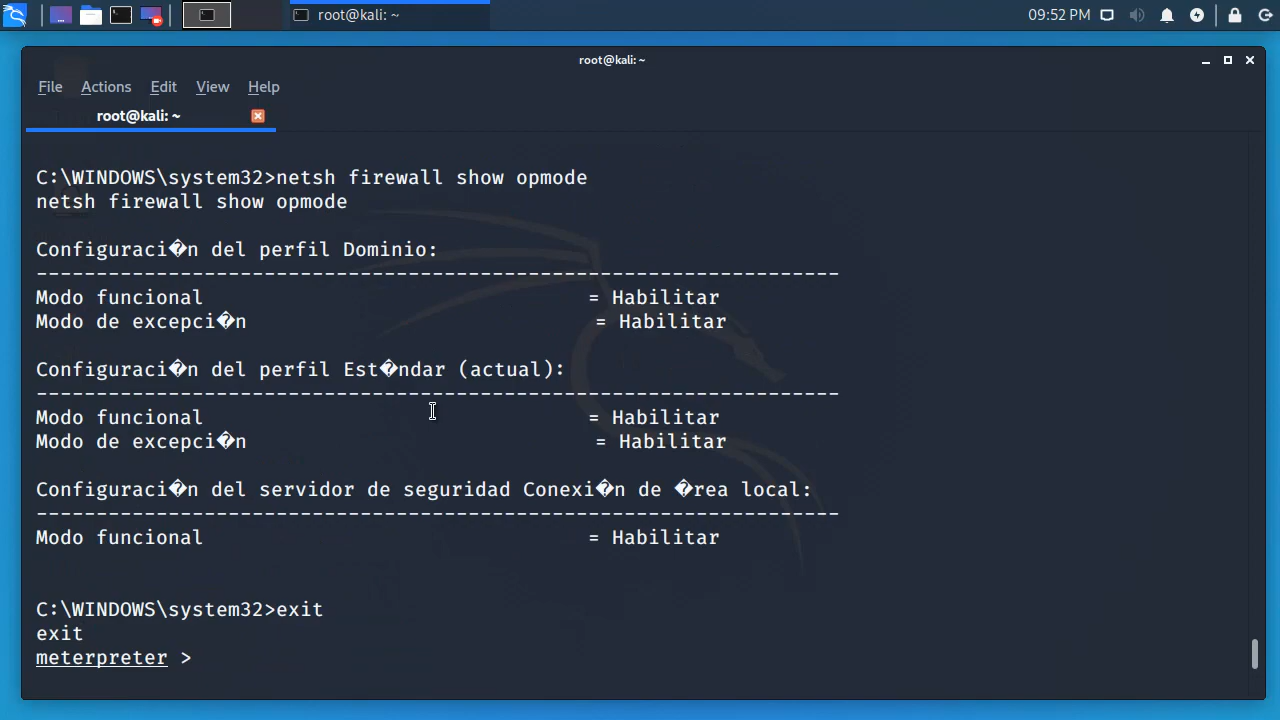 root@kali: ~
09:52 PM
root@kali: ~
File Actions Edit View Help
root@kali: ~
C:\WINDOWS\system32>netsh firewall show opmode
netsh firewall show opmode
Configuraci�n del perfil Dominio:
-------------------------------------------------------------------
Modo funcional = Habilitar
Modo de excepci�n = Habilitar
Configuraci�n del perfil Est�ndar (actual):
-------------------------------------------------------------------
Modo funcional = Habilitar
Modo de excepci�n = Habilitar
Configuraci�n del servidor de seguridad Conexi�n de �rea local:
-------------------------------------------------------------------
Modo funcional = Habilitar
C:\WINDOWS\system32>exit
exit
meterpreter >